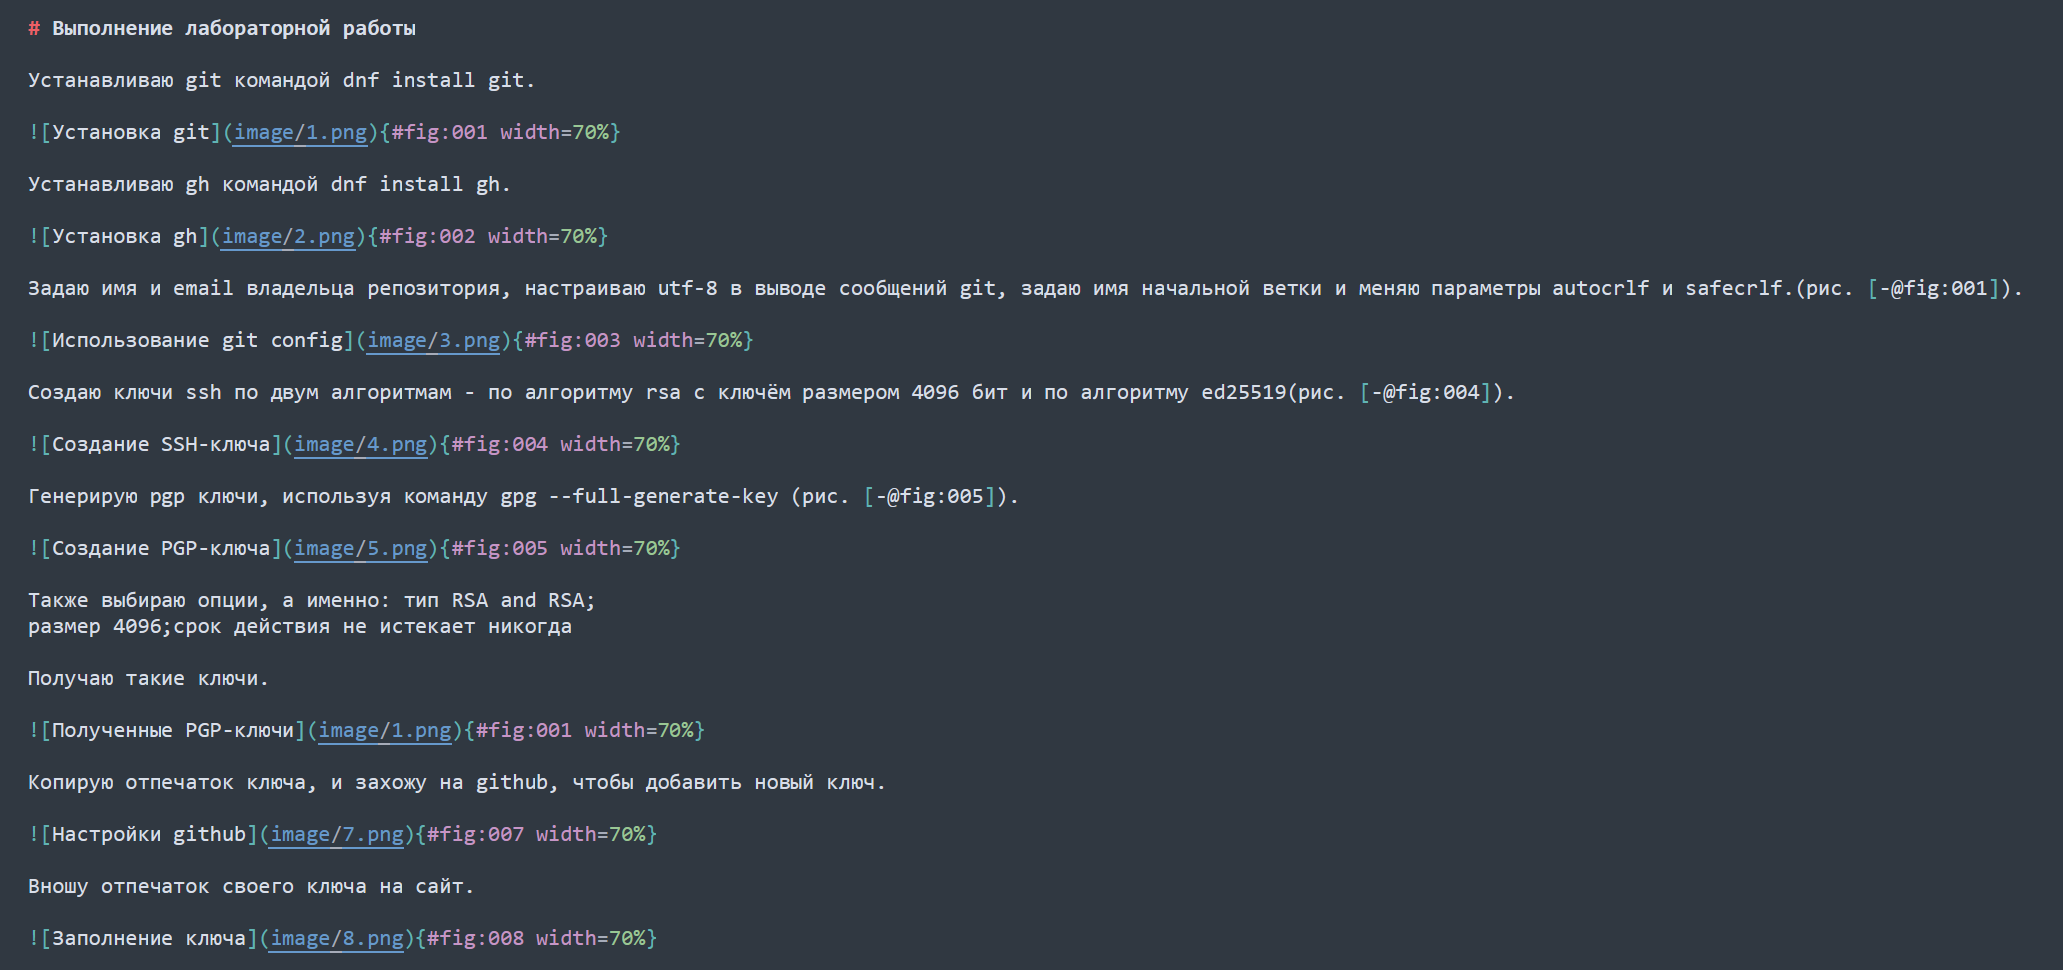 # Выполнение лабораторной работы
Устанавливаю git командой dnf install git.
![Установка git](image/1.png){#fig:001 width=70%}
Устанавливаю gh командой dnf install gh.
![Установка gh](image/2.png){#fig:002 width=70%}
Задаю имя и email владельца репозитория, настраиваю utf-8 в выводе сообщений git, задаю имя начальной ветки и меняю параметры autocrlf и safecrlf.(рис. [-@fig:001]).
![Использование git config](image/3.png){#fig:003 width=70%}
Создаю ключи ssh по двум алгоритмам - по алгоритму rsa с ключём размером 4096 бит и по алгоритму ed25519(рис. [-@fig:004]).
![Создание SSH-ключа](image/4.png){#fig:004 width=70%}
Генерирую pgp ключи, используя команду gpg --full-generate-key (рис. [-@fig:005]).
![Создание PGP-ключа](image/5.png){#fig:005 width=70%}
Также выбираю опции, а именно: тип RSA and RSA;
размер 4096;срок действия не истекает никогда
Получаю такие ключи.
![Полученные PGP-ключи](image/1.png){#fig:001 width=70%}
Копирую отпечаток ключа, и захожу на github, чтобы добавить новый ключ.
![Настройки github](image/7.png){#fig:007 width=70%}
Вношу отпечаток своего ключа на сайт.
![Заполнение ключа](image/8.png){#fig:008 width=70%}